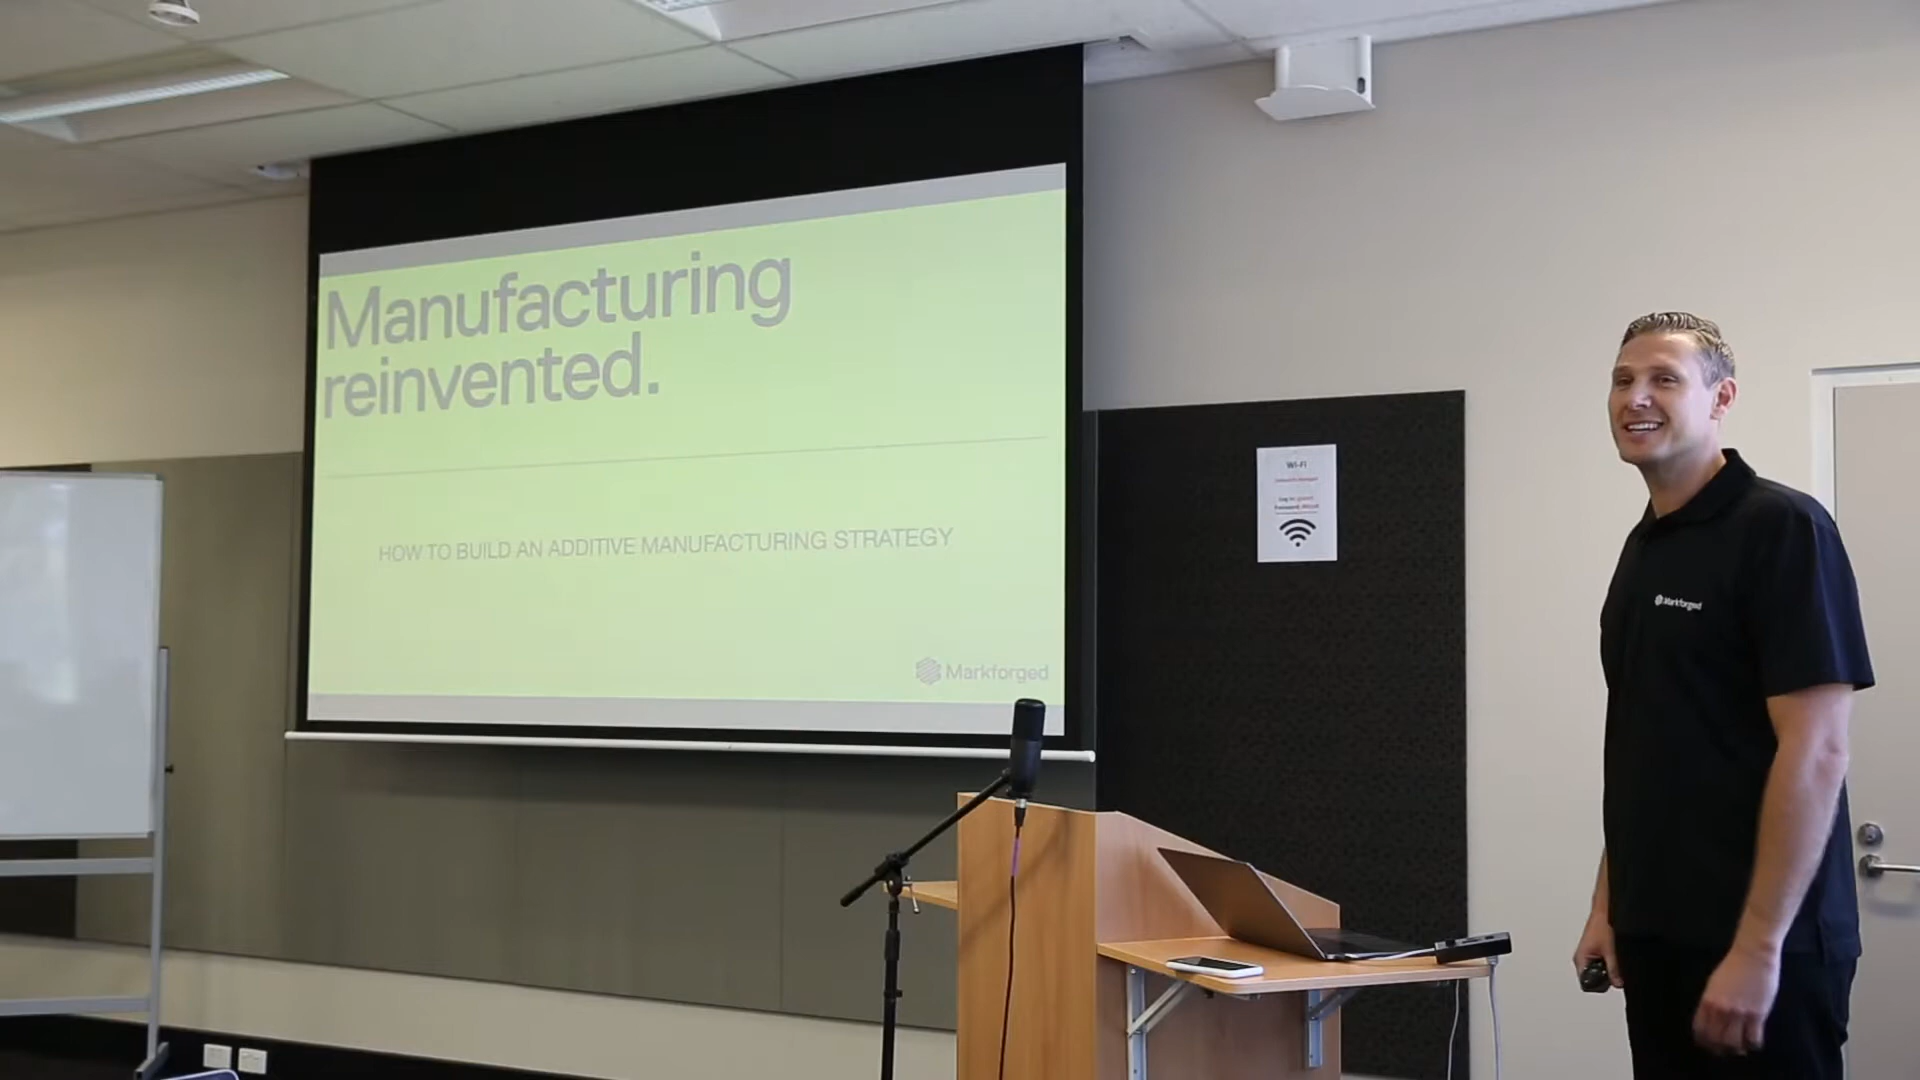 Manufacturing
reinvented.
HOW TO BUILD AN ADDITIVE MANUFACTURING STRATEGY
Markforged
Wi-Fi
Markforged